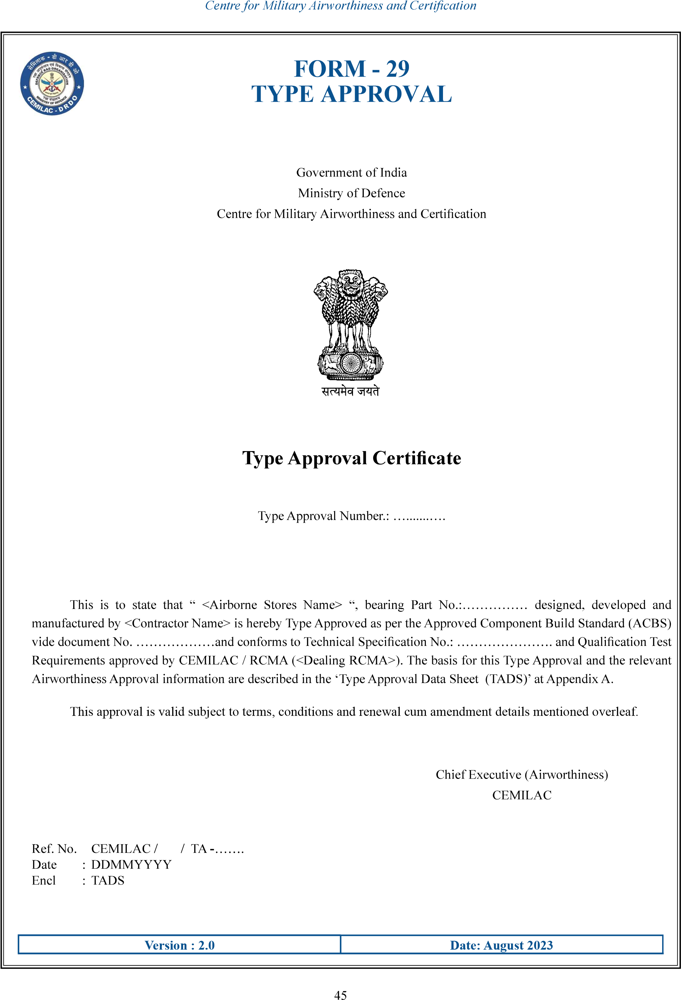 Centre for Military Airworthiness and Certification
सेमिलाक - डी आर डी ओ
रक्षा अनुसंधान एवं विकास संगठन
DEFENCE R&D ORGANISATION
रक्षा मंत्रालय
MINISTRY OF DEFENCE
CEMILAC - DRDO
FORM - 29
TYPE APPROVAL
Government of India
Ministry of Defence
Centre for Military Airworthiness and Certification
सत्यमेव जयते
Type Approval Certificate
Type Approval Number.: ….......….
This is to state that “ <Airborne Stores Name> “, bearing Part No.:…………… designed, developed and
manufactured by <Contractor Name> is hereby Type Approved as per the Approved Component Build Standard (ACBS)
vide document No. ………………and conforms to Technical Specification No.: …………………. and Qualification Test
Requirements approved by CEMILAC / RCMA (<Dealing RCMA>). The basis for this Type Approval and the relevant
Airworthiness Approval information are described in the ‘Type Approval Data Sheet (TADS)’ at Appendix A.
This approval is valid subject to terms, conditions and renewal cum amendment details mentioned overleaf.
Chief Executive (Airworthiness)
CEMILAC
Ref. No. CEMILAC / / TA -…….
Date : DDMMYYYY
Encl : TADS
Version : 2.0 Date: August 2023
45